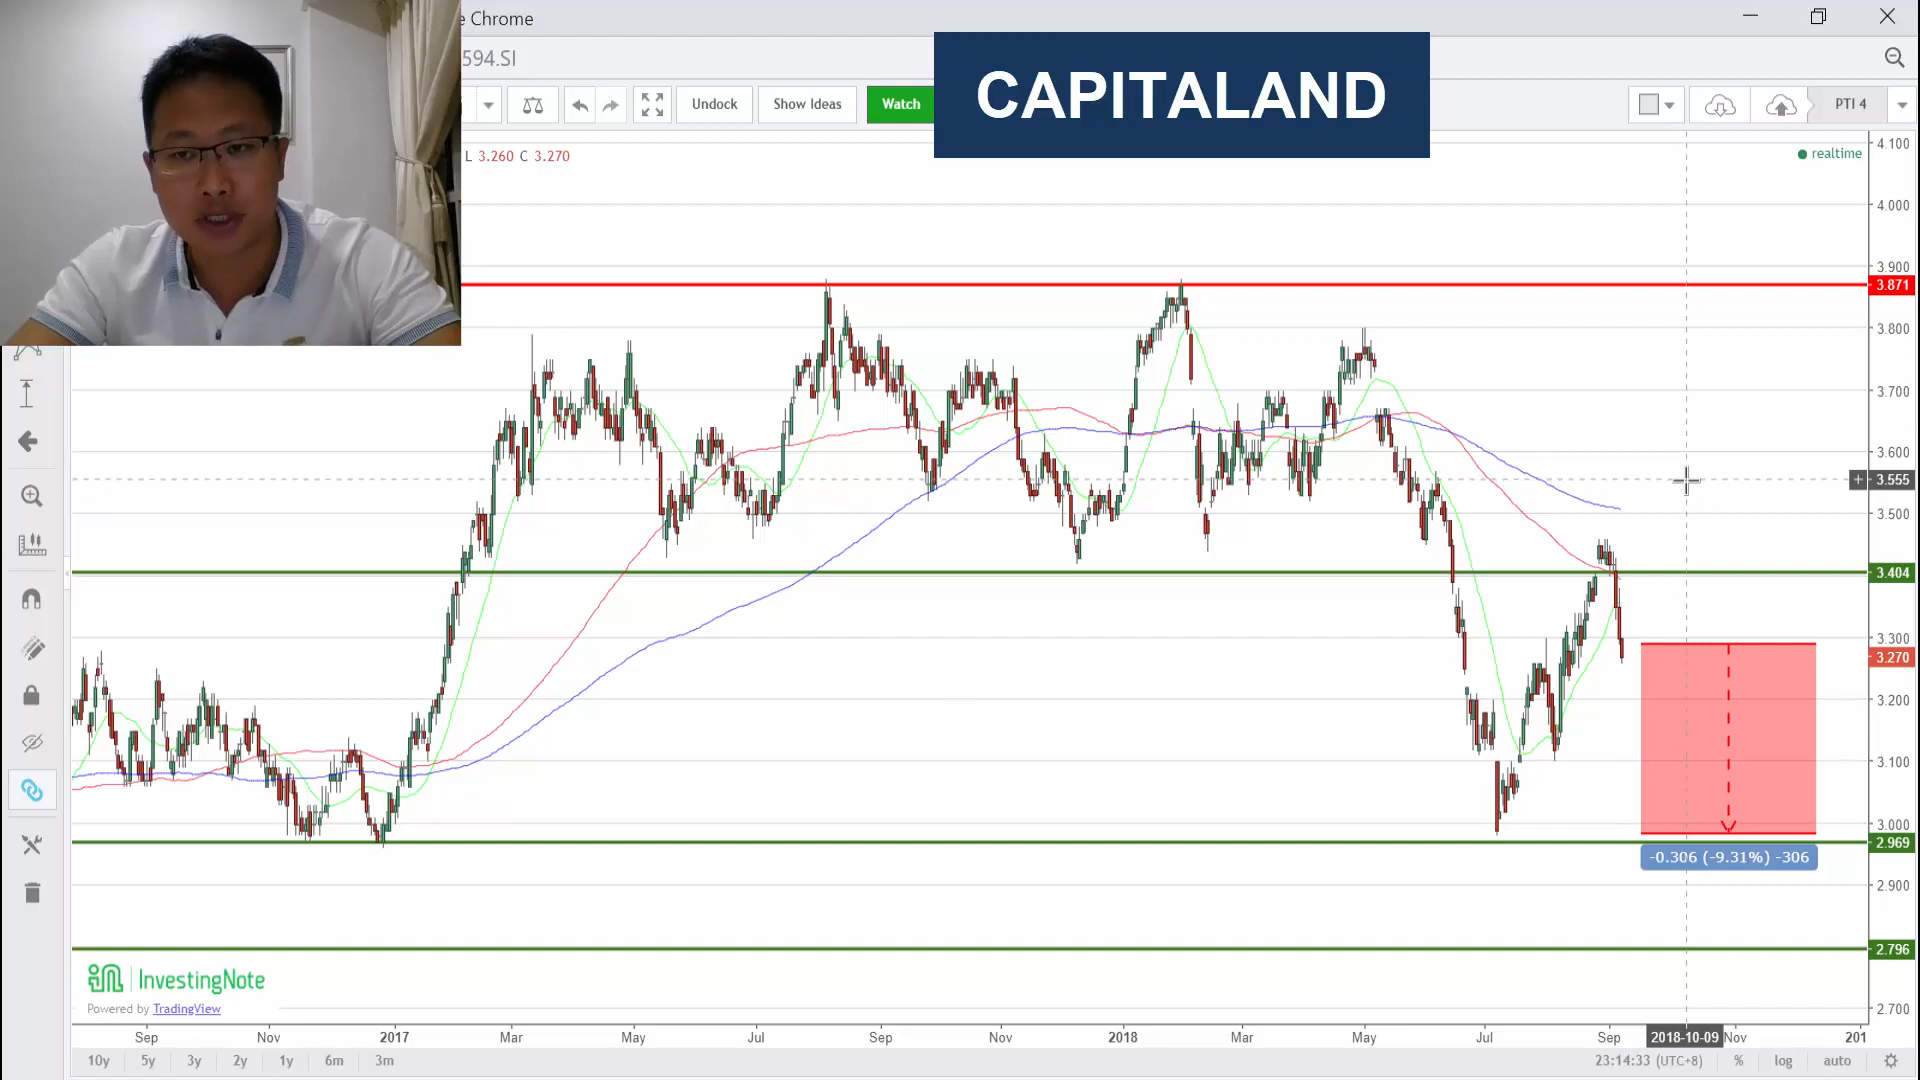 e Chrome
594.SI
CAPITALAND
Undock
Show Ideas
Watch
PTI 4
L 3.260 C 3.270
realtime
4.100
4.000
3.900
3.871
3.800
3.700
3.600
3.555
3.500
3.404
3.300
3.270
3.200
3.100
3.000
2.969
-0.306 (-9.31%) -306
2.900
2.796
2.700
InvestingNote
Powered by TradingView
Sep Nov 2017 Mar May Jul Sep Nov 2018 Mar May Jul Sep 2018-10-09 Nov 201
10y 5y 3y 2y 1y 6m 3m 23:14:33 (UTC+8) % log auto